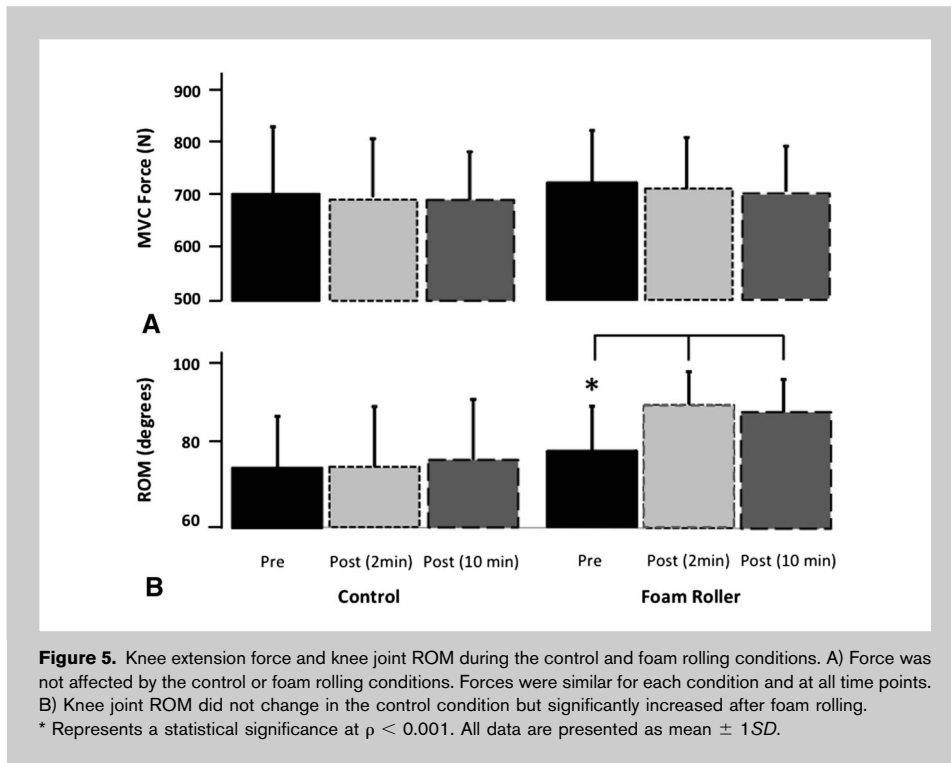 900
800
700
600
500
MVC Force (N)
A
100
80
60
ROM (degrees)
*
Pre Post (2min) Post (10 min) Pre Post (2min) Post (10 min)
B
Control Foam Roller
Figure 5. Knee extension force and knee joint ROM during the control and foam rolling conditions. A) Force was
not affected by the control or foam rolling conditions. Forces were similar for each condition and at all time points.
B) Knee joint ROM did not change in the control condition but significantly increased after foam rolling.
* Represents a statistical significance at ρ < 0.001. All data are presented as mean ± 1SD.